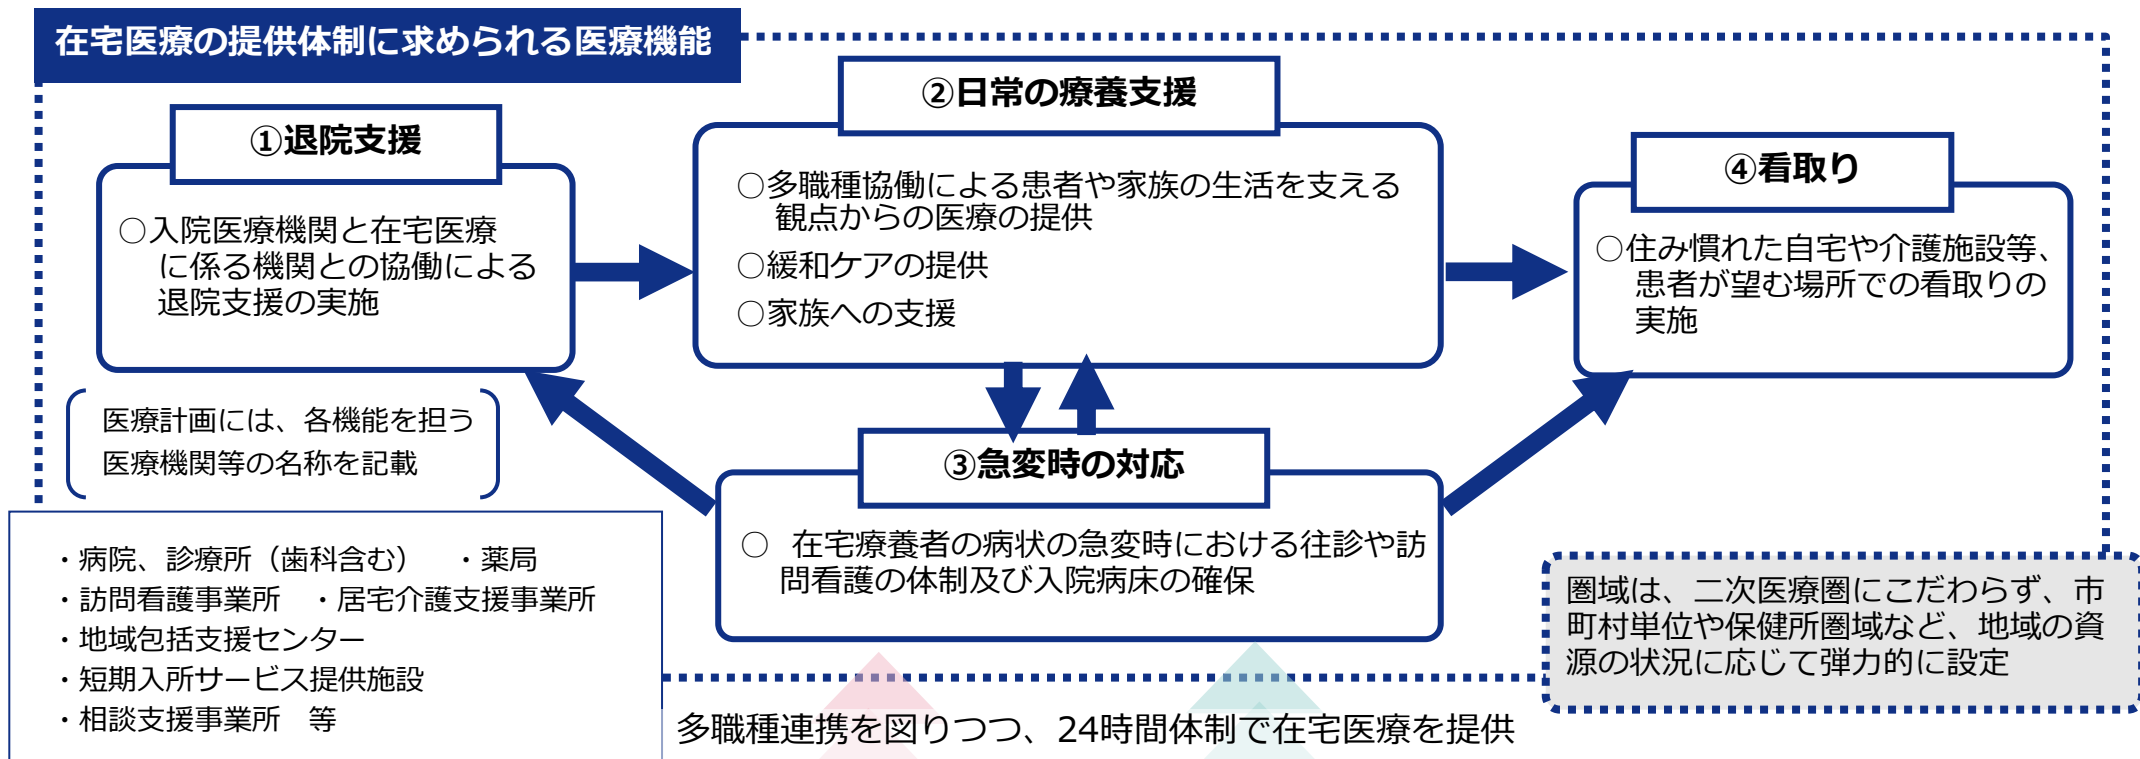 在宅医療の提供体制に求められる医療機能
①退院支援
○入院医療機関と在宅医療
に係る機関との協働による
退院支援の実施
②日常の療養支援
○多職種協働による患者や家族の生活を支える
観点からの医療の提供
○緩和ケアの提供
○家族への支援
④看取り
○住み慣れた自宅や介護施設等、
患者が望む場所での看取りの
実施
医療計画には、各機能を担う
医療機関等の名称を記載
③急変時の対応
○ 在宅療養者の病状の急変時における往診や訪
問看護の体制及び入院病床の確保
・病院、診療所（歯科含む） ・薬局
・訪問看護事業所 ・居宅介護支援事業所
・地域包括支援センター
・短期入所サービス提供施設
・相談支援事業所 等
圏域は、二次医療圏にこだわらず、市
町村単位や保健所圏域など、地域の資
源の状況に応じて弾力的に設定
多職種連携を図りつつ、24時間体制で在宅医療を提供